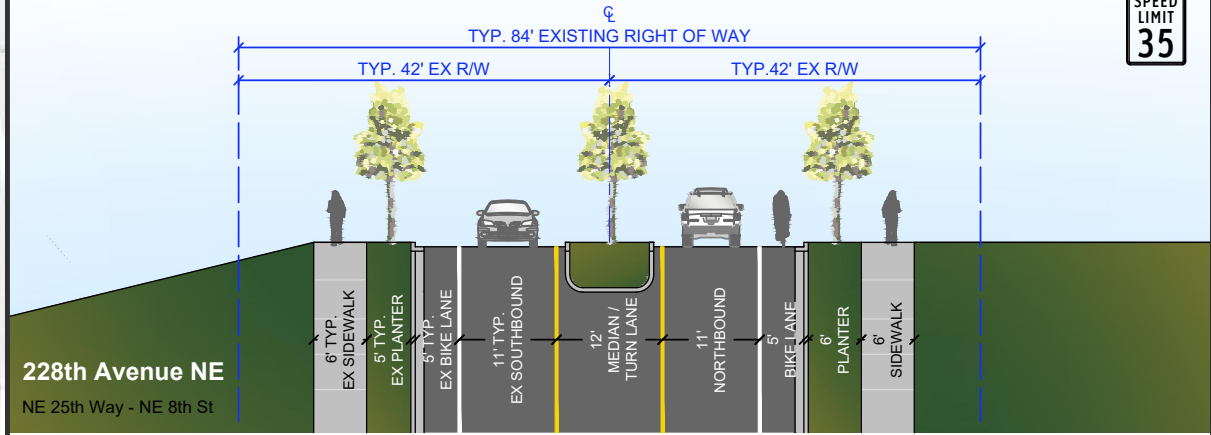 SPEED
LIMIT
35
℄
TYP. 84' EXISTING RIGHT OF WAY
TYP. 42' EX R/W
TYP.42' EX R/W
6' TYP.
EX SIDEWALK
5' TYP.
EX PLANTER
5' TYP.
EX BIKE LANE
11' TYP.
EX SOUTHBOUND
12'
MEDIAN /
TURN LANE
11'
NORTHBOUND
5'
BIKE LANE
6'
PLANTER
6'
SIDEWALK
228th Avenue NE
NE 25th Way - NE 8th St